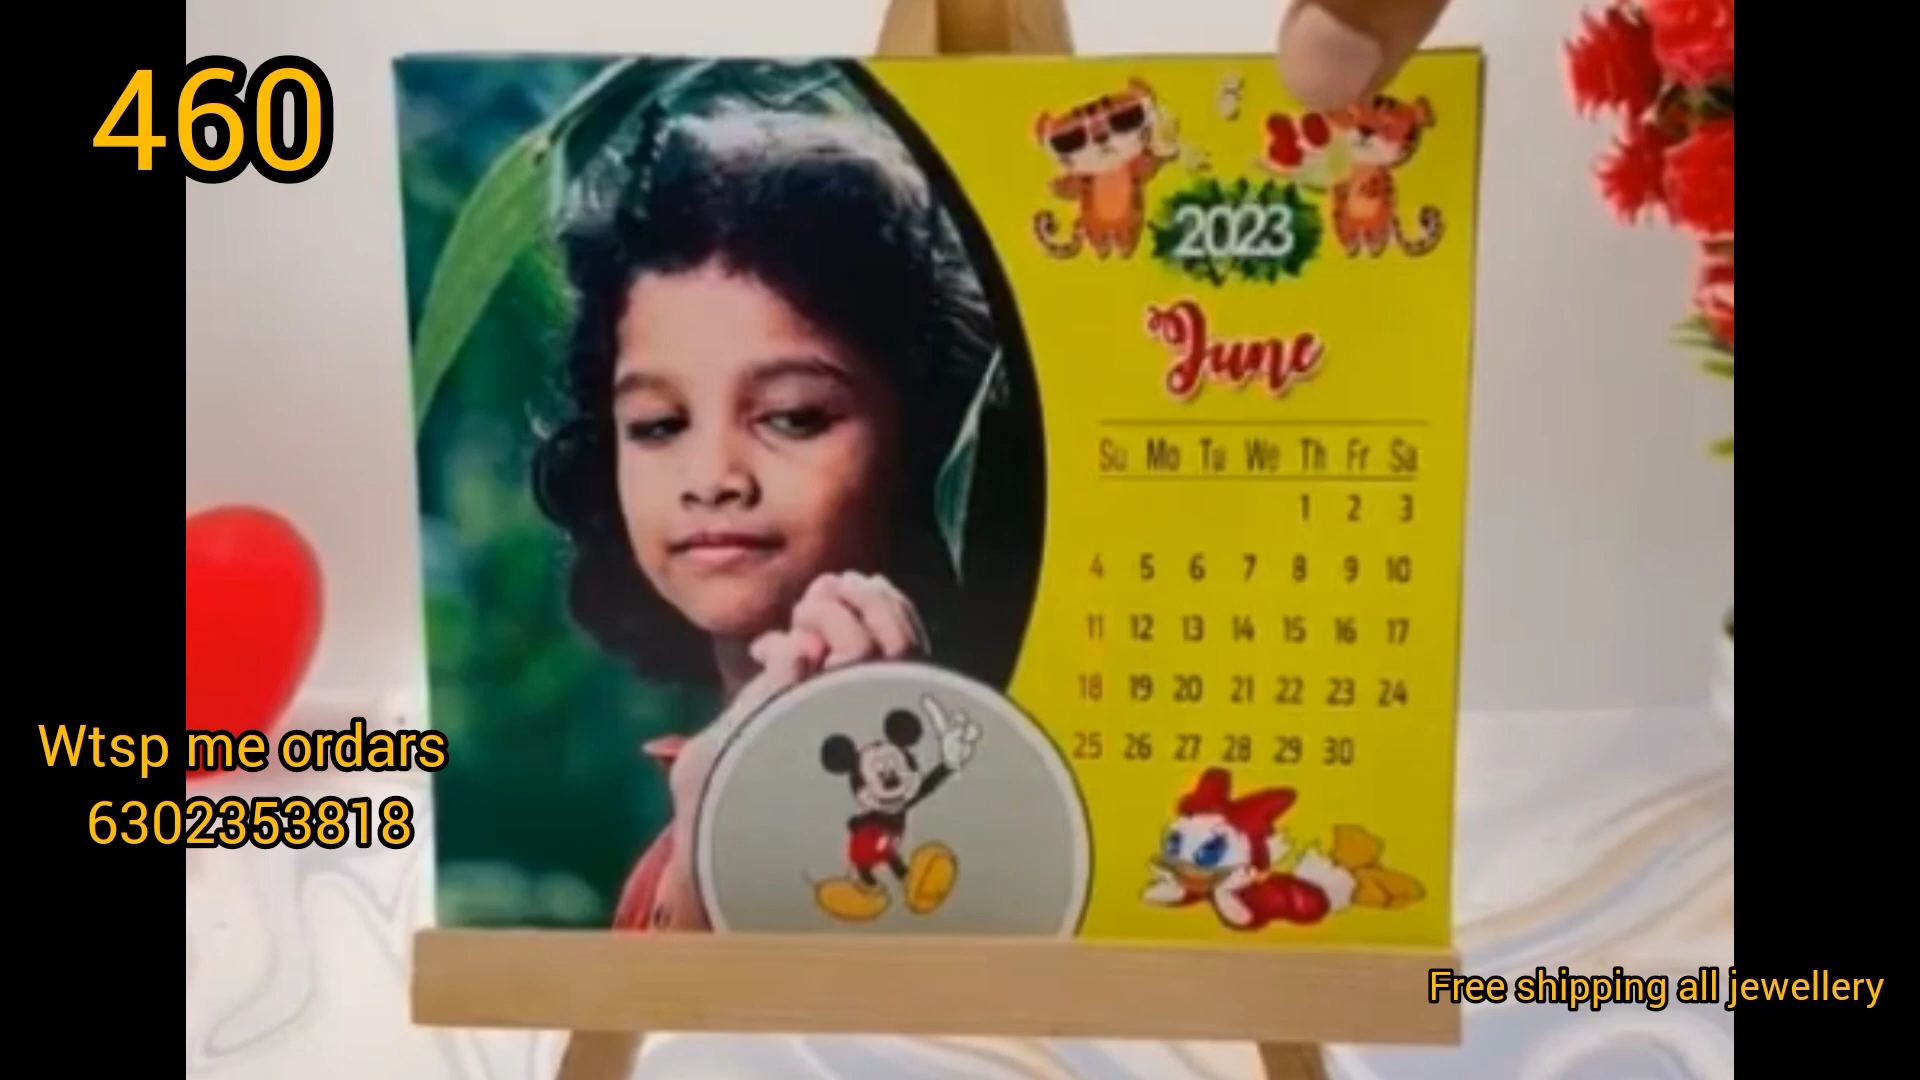 460
2023
June
Su Mo Tu We Th Fr Sa
1 2 3
4 5 6 7 8 9 10
11 12 13 14 15 16 17
18 19 20 21 22 23 24
25 26 27 28 29 30
Wtsp me ordars
6302353818
Free shipping all jewellery